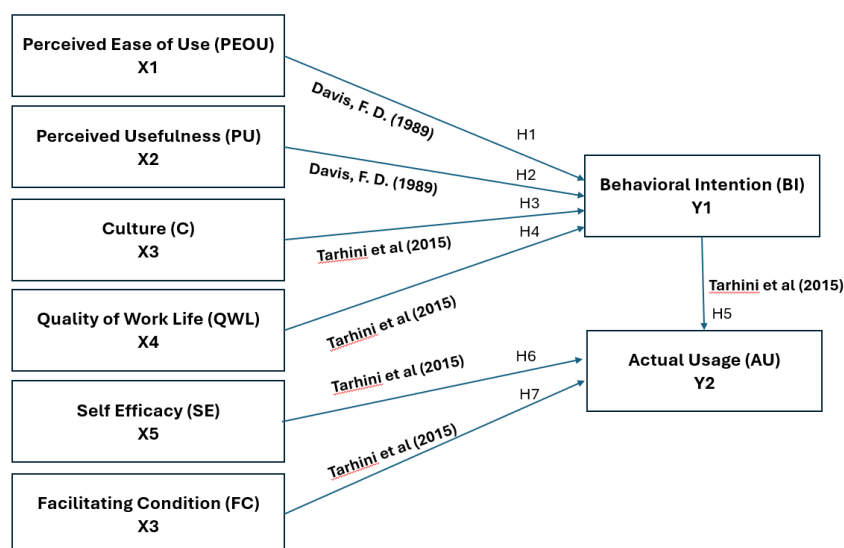 Perceived Ease of Use (PEOU)
X1
Davis, F. D. (1989)
H1
Perceived Usefulness (PU)
X2
Davis, F. D. (1989)
H2
Culture (C)
X3
Tarhini et al (2015)
H3
Quality of Work Life (QWL)
X4
Tarhini et al (2015)
H4
Behavioral Intention (BI)
Y1
Tarhini et al (2015)
H5
Self Efficacy (SE)
X5
Tarhini et al (2015)
H6
Facilitating Condition (FC)
X3
Tarhini et al (2015)
H7
Actual Usage (AU)
Y2